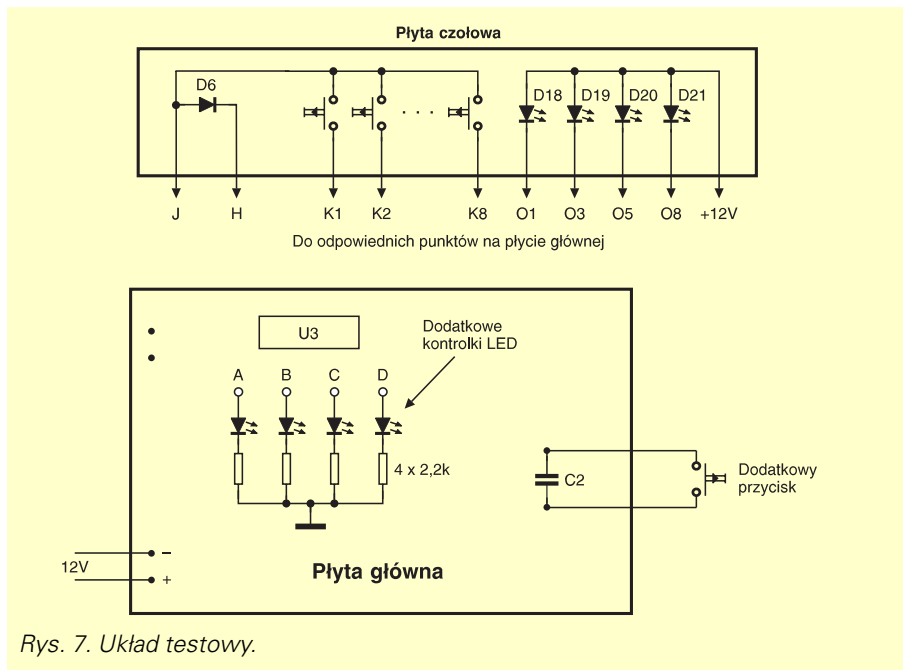 Płyta czołowa
D6
D18 D19 D20 D21
J H K1 K2 K8 O1 O3 O5 O8 +12V
Do odpowiednich punktów na płycie głównej
U3
Dodatkowe
kontrolki LED
A B C D
4 x 2,2k
C2
Dodatkowy
przycisk
12V
–
+
Płyta główna
Rys. 7. Układ testowy.